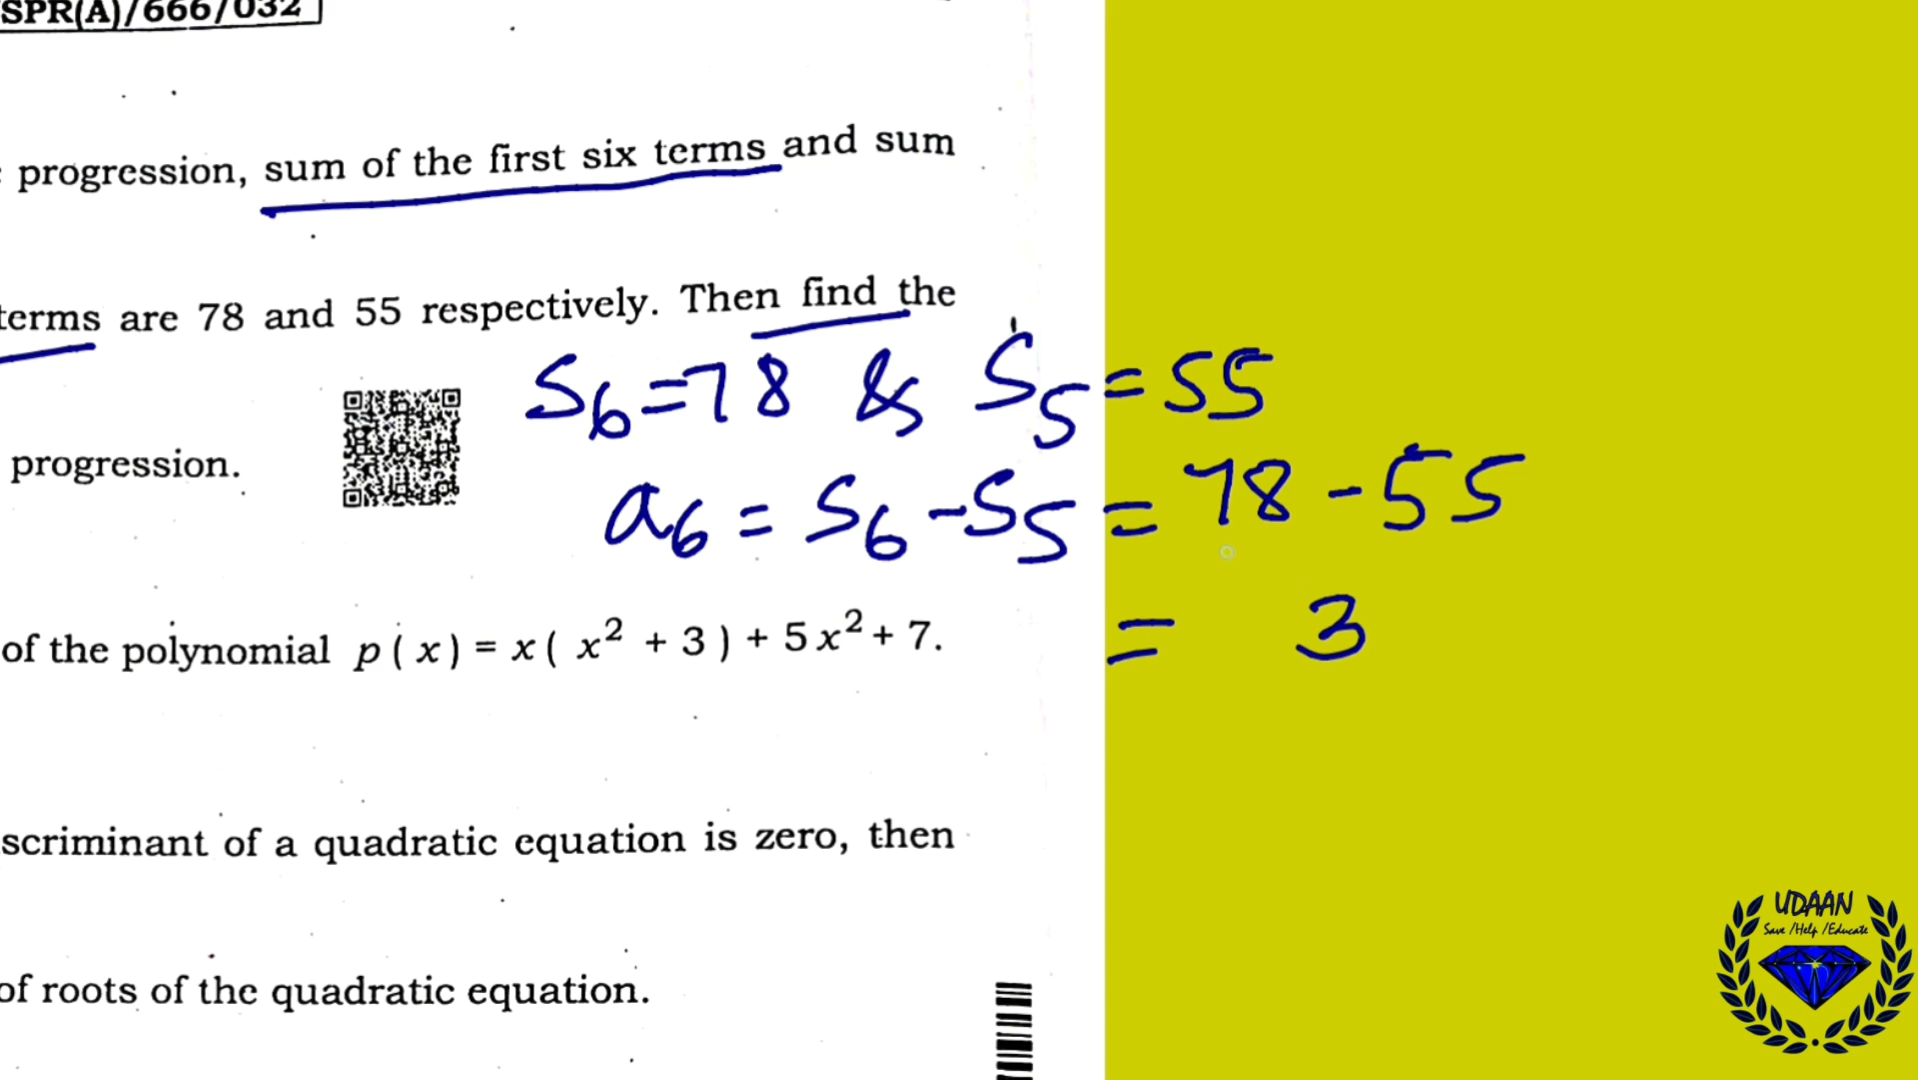 SPR(A)/666/032
progression, sum of the first six terms and sum
terms are 78 and 55 respectively. Then find the
S6=78 & S5=55
progression.
a6 = S6-S5 = 78-55
= 3
of the polynomial p(x) = x( x² + 3 ) + 5x² + 7.
scriminant of a quadratic equation is zero, then
UDAAN
Save /Help /Educate
of roots of the quadratic equation.